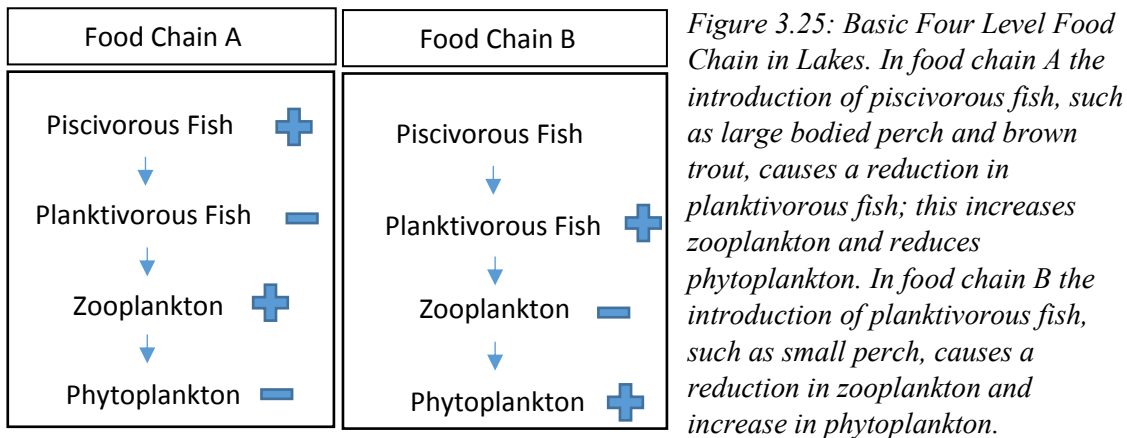 Food Chain A
Piscivorous Fish
Planktivorous Fish
Zooplankton
Phytoplankton
Food Chain B
Piscivorous Fish
Planktivorous Fish
Zooplankton
Phytoplankton
Figure 3.25: Basic Four Level Food
Chain in Lakes. In food chain A the
introduction of piscivorous fish, such
as large bodied perch and brown
trout, causes a reduction in
planktivorous fish; this increases
zooplankton and reduces
phytoplankton. In food chain B the
introduction of planktivorous fish,
such as small perch, causes a
reduction in zooplankton and
increase in phytoplankton.